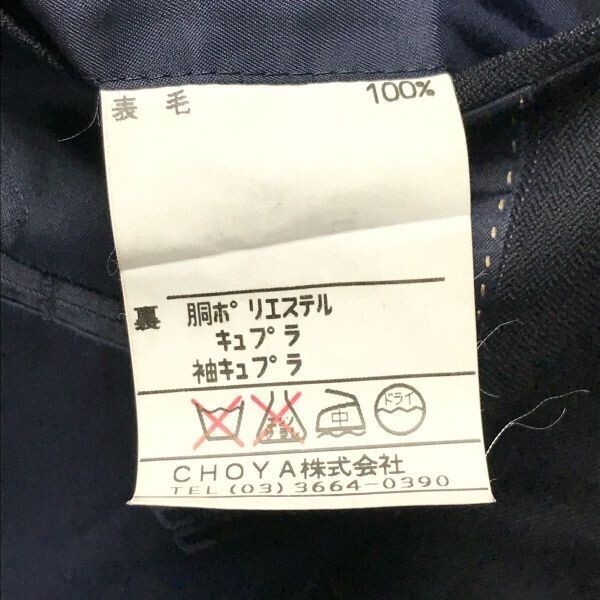 表 毛 100%
裏 胴ポリエステル
キュプラ
袖キュプラ
中 ドライ
CHOYA株式会社
TEL (03) 3664-0390